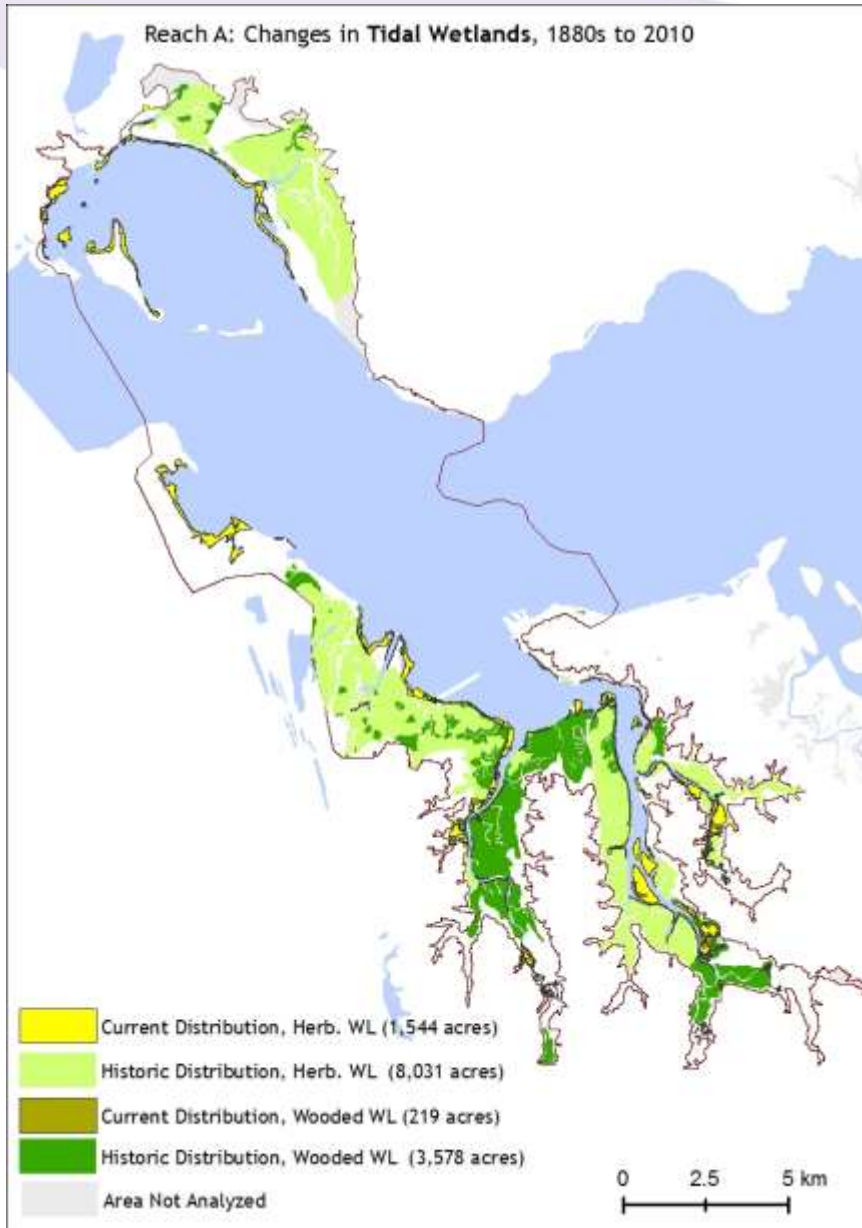 Reach A: Changes in Tidal Wetlands, 1880s to 2010
Current Distribution, Herb. WL (1,544 acres)
Historic Distribution, Herb. WL (8,031 acres)
Current Distribution, Wooded WL (219 acres)
Historic Distribution, Wooded WL (3,578 acres)
Area Not Analyzed
0 2.5 5 km